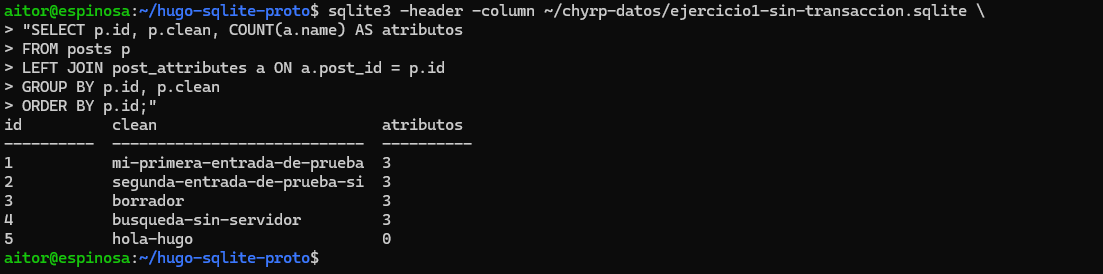 aitor@espinosa:~/hugo-sqlite-proto$ sqlite3 -header -column ~/chyrp-datos/ejercicio1-sin-transaccion.sqlite \
> "SELECT p.id, p.clean, COUNT(a.name) AS atributos
> FROM posts p
> LEFT JOIN post_attributes a ON a.post_id = p.id
> GROUP BY p.id, p.clean
> ORDER BY p.id;"
id          clean                         atributos
----------  ----------------------------  ----------
1           mi-primera-entrada-de-prueba  3
2           segunda-entrada-de-prueba-si  3
3           borrador                      3
4           busqueda-sin-servidor         3
5           hola-hugo                     0
aitor@espinosa:~/hugo-sqlite-proto$